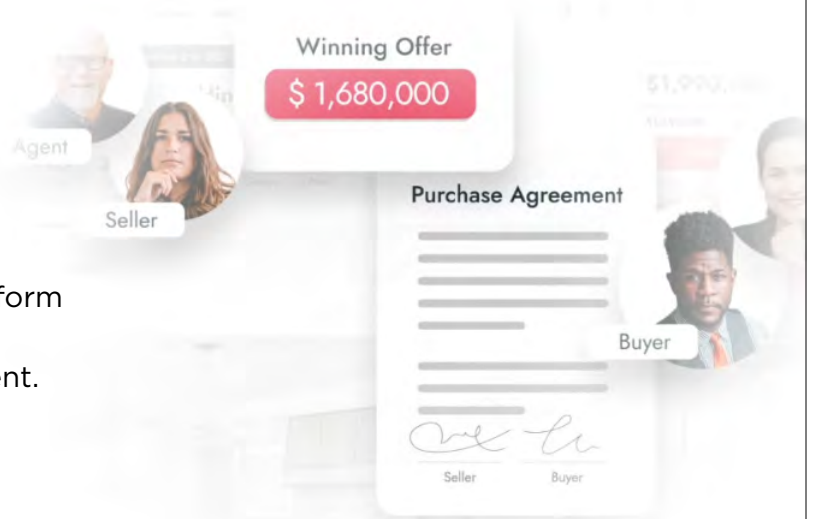 Winning Offer
$ 1,680,000
Agent
Seller
Purchase Agreement
form
nt.
Buyer
Seller
Buyer